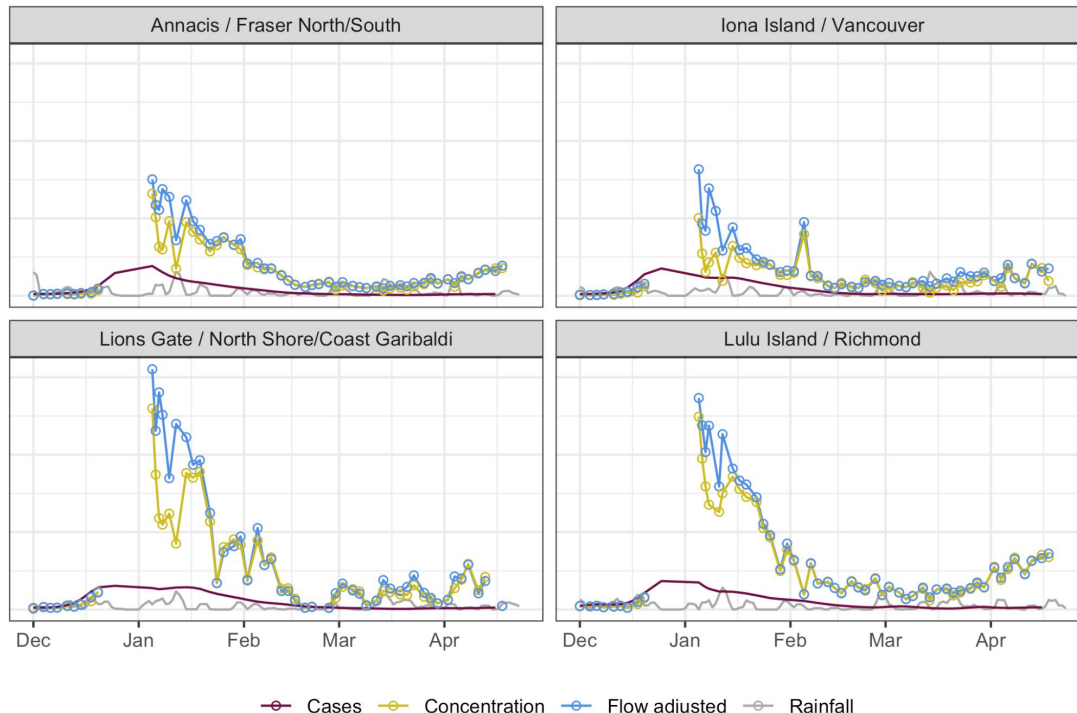 Annacis / Fraser North/South
Iona Island / Vancouver
Lions Gate / North Shore/Coast Garibaldi
Lulu Island / Richmond
Dec Jan Feb Mar Apr
Dec Jan Feb Mar Apr
Cases Concentration Flow adjusted Rainfall